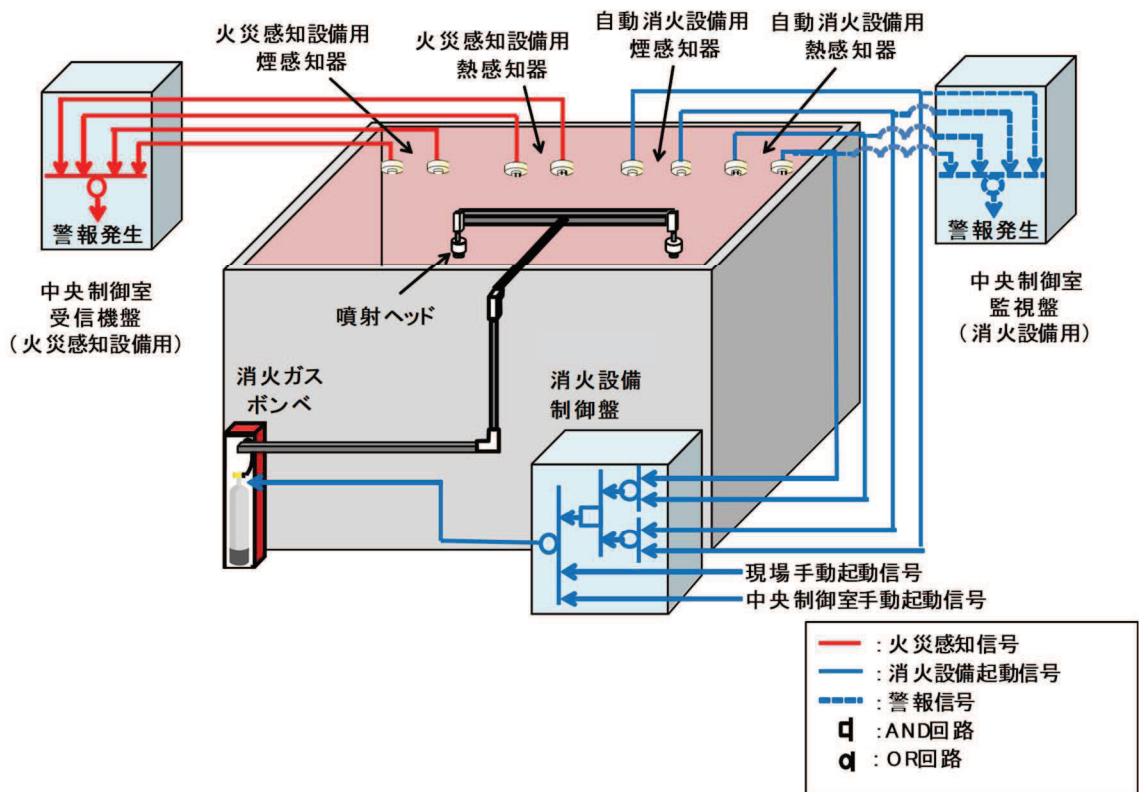 火災感知設備用
煙感知器
火災感知設備用
熱感知器
自動消火設備用
煙感知器
自動消火設備用
熱感知器
警報発生
警報発生
中央制御室
受信機盤
(火災感知設備用)
中央制御室
監視盤
(消火設備用)
噴射ヘッド
消火ガス
ボンベ
消火設備
制御盤
現場手動起動信号
中央制御室手動起動信号
:火災感知信号
:消火設備起動信号
:警報信号
:AND回路
:OR回路